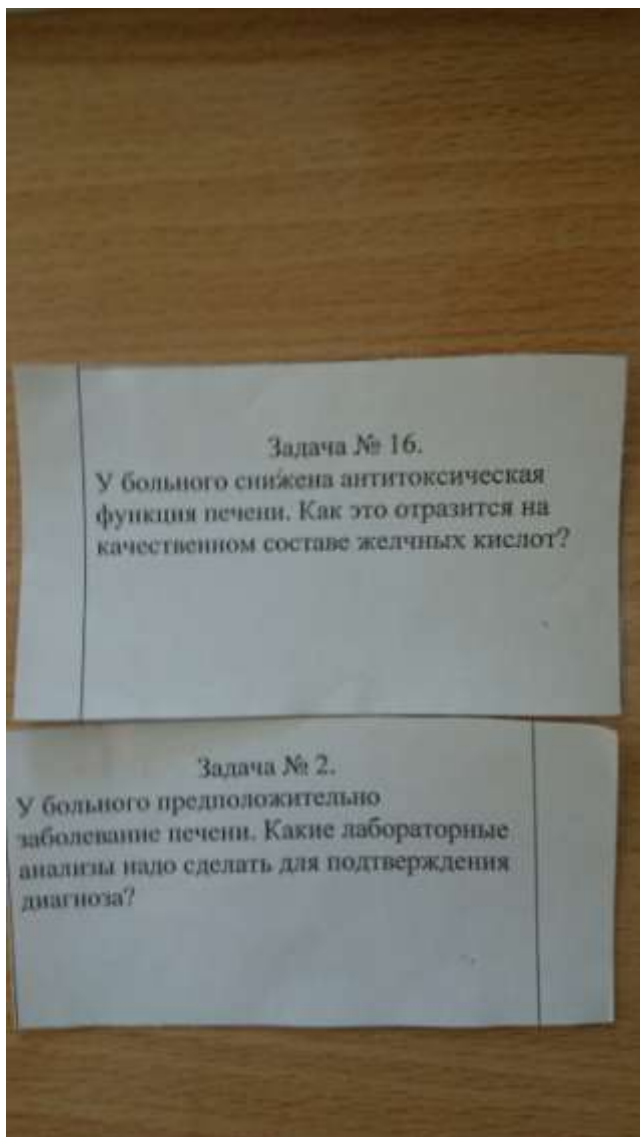 Задача № 16.
У больного снижена антитоксическая
функция печени. Как это отразится на
качественном составе желчных кислот?
Задача № 2.
У больного предположительно
заболевание печени. Какие лабораторные
анализы надо сделать для подтверждения
диагноза?